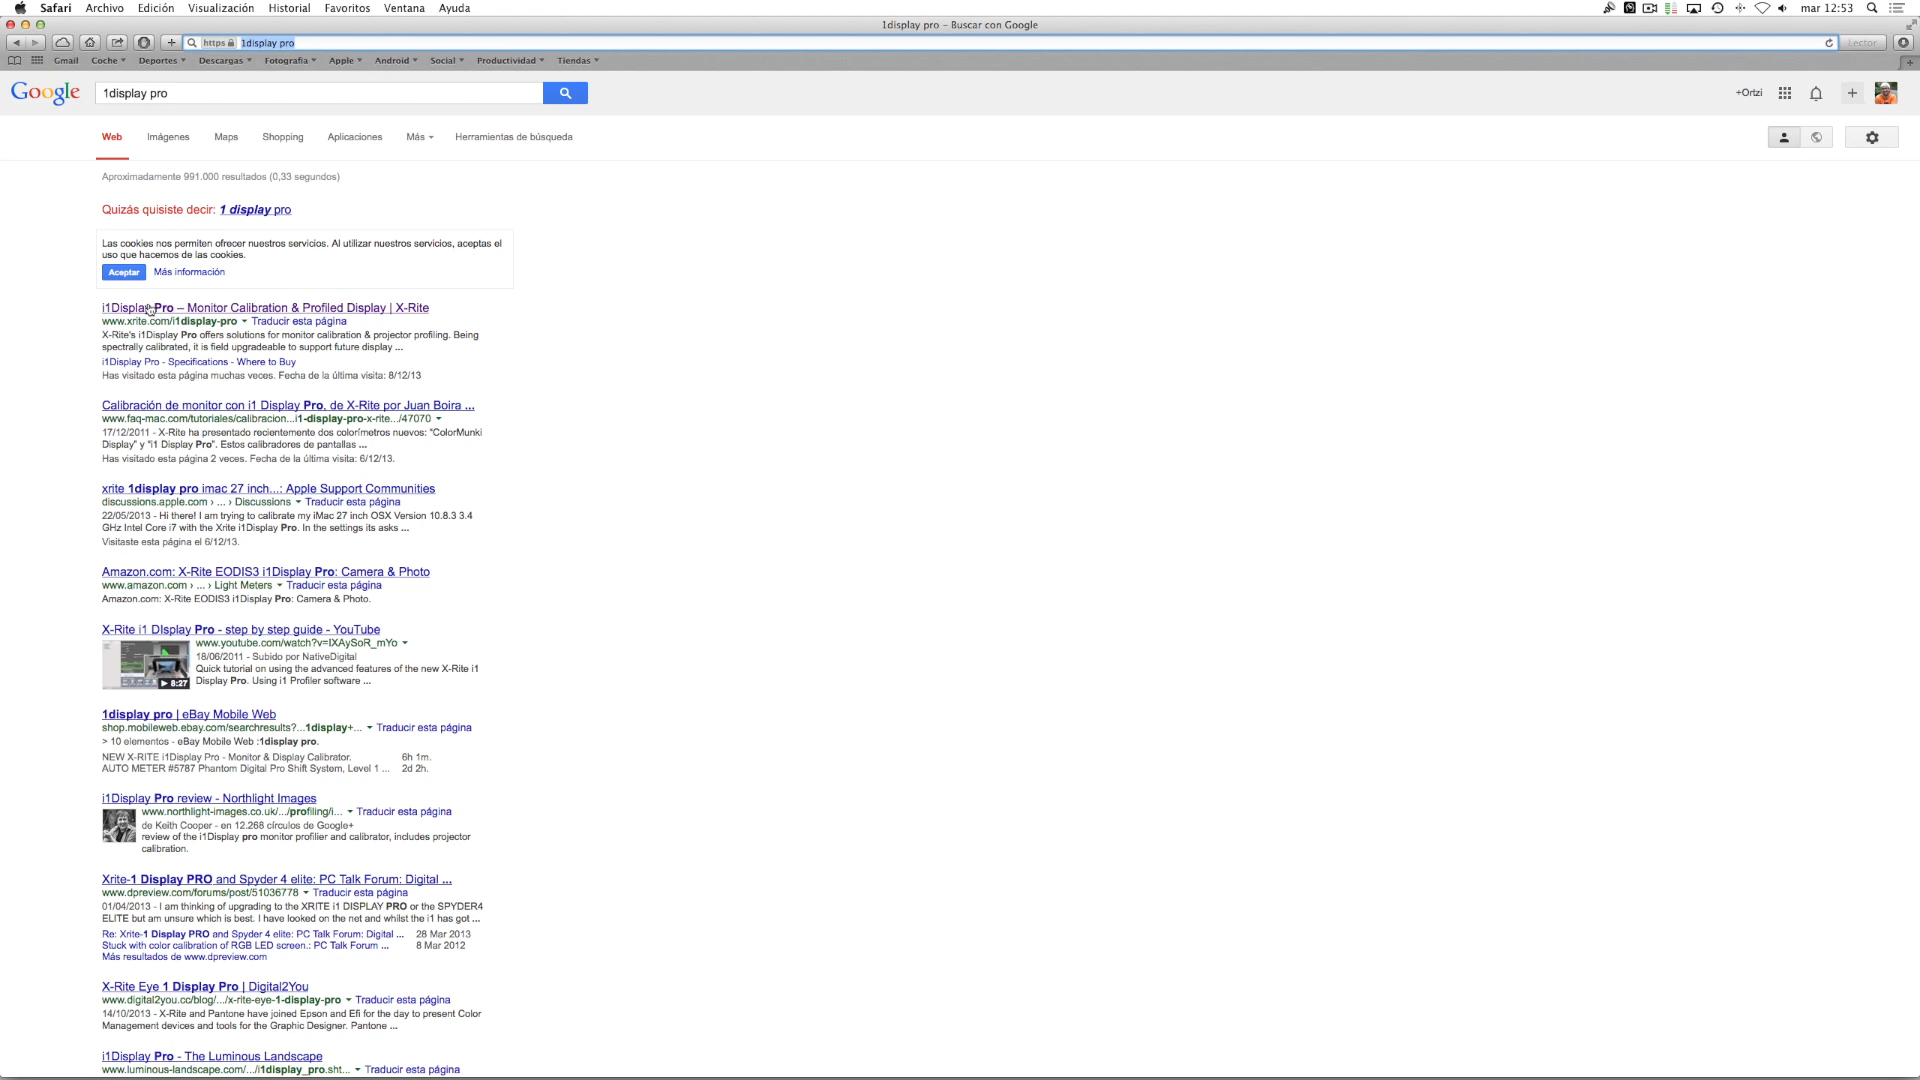 Safari Archivo Edición Visualización Historial Favoritos Ventana Ayuda mar 12:53
1display pro – Buscar con Google
https 1display pro Lector
Gmail Coche Deportes Descargas Fotografía Apple Android Social Productividad Tiendas
Google 1display pro +Ortzi
Web Imágenes Maps Shopping Aplicaciones Más Herramientas de búsqueda
Aproximadamente 991.000 resultados (0,33 segundos)
Quizás quisiste decir: 1 display pro
Las cookies nos permiten ofrecer nuestros servicios. Al utilizar nuestros servicios, aceptas el
uso que hacemos de las cookies.
Aceptar Más información
i1Display Pro – Monitor Calibration & Profiled Display | X-Rite
www.xrite.com/i1display-pro Traducir esta página
X-Rite's i1Display Pro offers solutions for monitor calibration & projector profiling. Being
spectrally calibrated, it is field upgradeable to support future display ...
i1Display Pro - Specifications - Where to Buy
Has visitado esta página muchas veces. Fecha de la última visita: 8/12/13
Calibración de monitor con i1 Display Pro, de X-Rite por Juan Boira ...
www.faq-mac.com/tutoriales/calibracion...i1-display-pro-x-rite.../47070
17/12/2011 - X-Rite ha presentado recientemente dos colorímetros nuevos: "ColorMunki
Display" y "i1 Display Pro". Estos calibradores de pantallas ...
Has visitado esta página 2 veces. Fecha de la última visita: 6/12/13.
xrite 1display pro imac 27 inch...: Apple Support Communities
discussions.apple.com › ... › Discussions Traducir esta página
22/05/2013 - Hi there! I am trying to calibrate my iMac 27 inch OSX Version 10.8.3 3.4
GHz Intel Core i7 with the Xrite i1Display Pro. In the settings its asks ...
Visitaste esta página el 6/12/13.
Amazon.com: X-Rite EODIS3 i1Display Pro: Camera & Photo
www.amazon.com › ... › Light Meters Traducir esta página
Amazon.com: X-Rite EODIS3 i1Display Pro: Camera & Photo.
X-Rite i1 DIsplay Pro - step by step guide - YouTube
www.youtube.com/watch?v=IXAySoR_mYo
18/06/2011 - Subido por NativeDigital
Quick tutorial on using the advanced features of the new X-Rite i1
Display Pro. Using i1 Profiler software ...
8:27
1display pro | eBay Mobile Web
shop.mobileweb.ebay.com/searchresults?...1display+... Traducir esta página
> 10 elementos - eBay Mobile Web :1display pro.
NEW X-RITE i1Display Pro - Monitor & Display Calibrator. 6h 1m.
AUTO METER #5787 Phantom Digital Pro Shift System, Level 1 ... 2d 2h.
i1Display Pro review - Northlight Images
www.northlight-images.co.uk/.../profiling/i... Traducir esta página
de Keith Cooper - en 12.268 círculos de Google+
review of the i1Display pro monitor profilier and calibrator, includes projector
calibration.
Xrite-1 Display PRO and Spyder 4 elite: PC Talk Forum: Digital ...
www.dpreview.com/forums/post/51036778 Traducir esta página
01/04/2013 - I am thinking of upgrading to the XRITE i1 DISPLAY PRO or the SPYDER4
ELITE but am unsure which is best. I have looked on the net and whilst the i1 has got ...
Re: Xrite-1 Display PRO and Spyder 4 elite: PC Talk Forum: Digital ... 28 Mar 2013
Stuck with color calibration of RGB LED screen.: PC Talk Forum ... 8 Mar 2012
Más resultados de www.dpreview.com
X-Rite Eye 1 Display Pro | Digital2You
www.digital2you.cc/blog/.../x-rite-eye-1-display-pro Traducir esta página
14/10/2013 - X-Rite and Pantone have joined Epson and Efi for the day to present Color
Management devices and tools for the Graphic Designer. Pantone ...
i1Display Pro - The Luminous Landscape
www.luminous-landscape.com/.../i1display_pro.sht... Traducir esta página